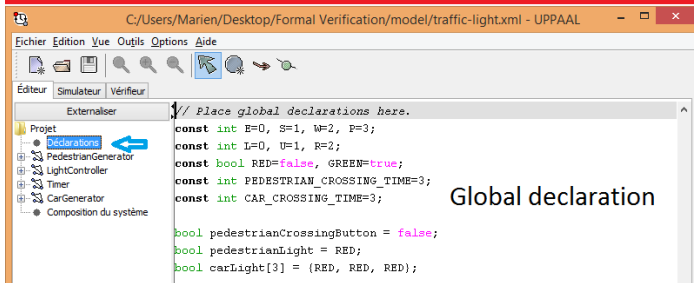 C:/Users/Marien/Desktop/Formal Verification/model/traffic-light.xml - UPPAAL
Fichier Edition Vue Outils Options Aide
Éditeur Simulateur Vérifieur
Externaliser
Projet
Déclarations
PedestrianGenerator
LightController
Timer
CarGenerator
Composition du système
// Place global declarations here.
const int E=0, S=1, W=2, P=3;
const int L=0, U=1, R=2;
const bool RED=false, GREEN=true;
const int PEDESTRIAN_CROSSING_TIME=3;
const int CAR_CROSSING_TIME=3;
bool pedestrianCrossingButton = false;
bool pedestrianLight = RED;
bool carLight[3] = {RED, RED, RED};
Global declaration